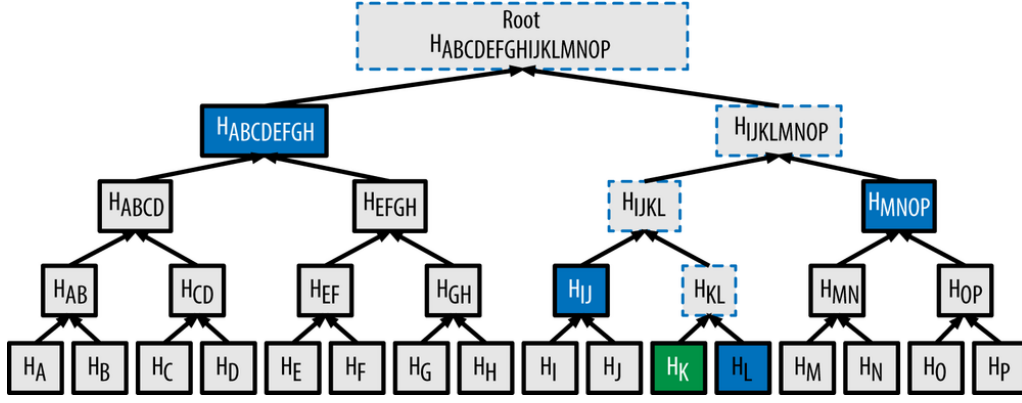 Root
HABCDEFGHIJKLMNOP
HABCDEFGH HIJKLMNOP
HABCD HEFGH HIJKL HMNOP
HAB HCD HEF HGH HIJ HKL HMN HOP
HA HB HC HD HE HF HG HH HI HJ HK HL HM HN HO HP